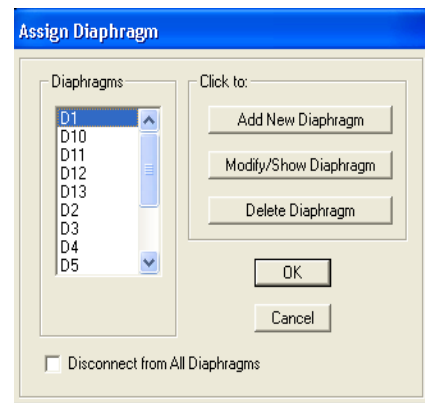 Assign Diaphragm
Diaphragms
D1
D10
D11
D12
D13
D2
D3
D4
D5
Click to:
Add New Diaphragm
Modify/Show Diaphragm
Delete Diaphragm
OK
Cancel
Disconnect from All Diaphragms